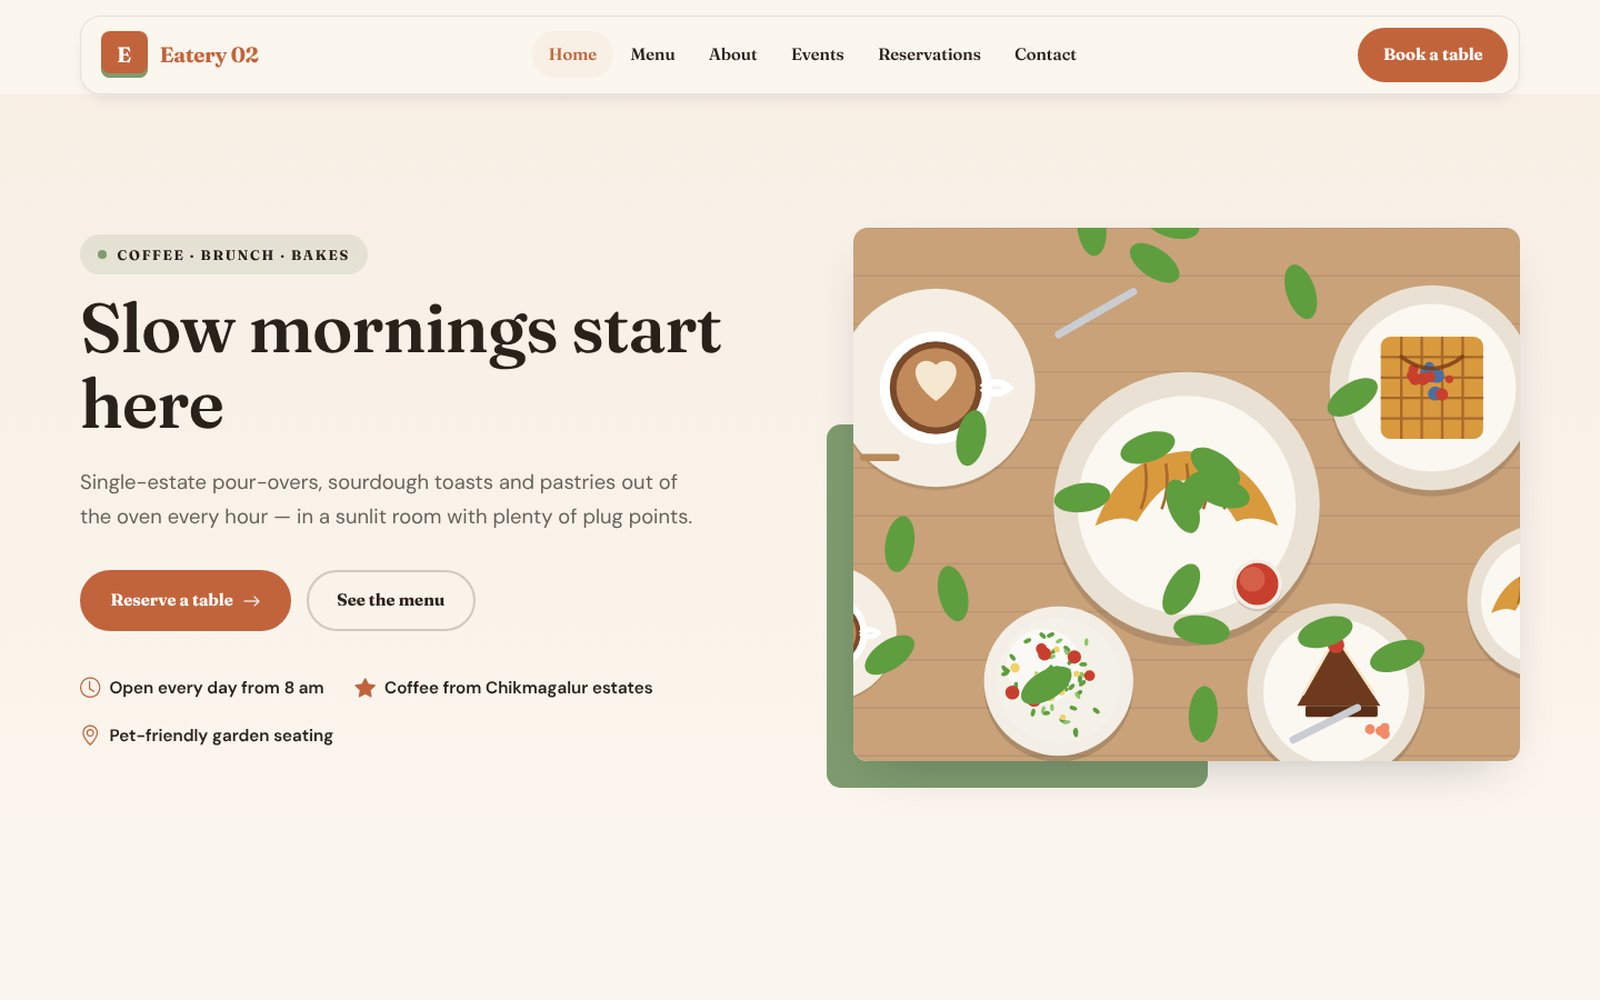 E
Eatery 02
Home
Menu
About
Events
Reservations
Contact
Book a table
COFFEE · BRUNCH · BAKES
Slow mornings start
here
Single-estate pour-overs, sourdough toasts and pastries out of
the oven every hour — in a sunlit room with plenty of plug points.
Reserve a table →
See the menu
Open every day from 8 am
Coffee from Chikmagalur estates
Pet-friendly garden seating